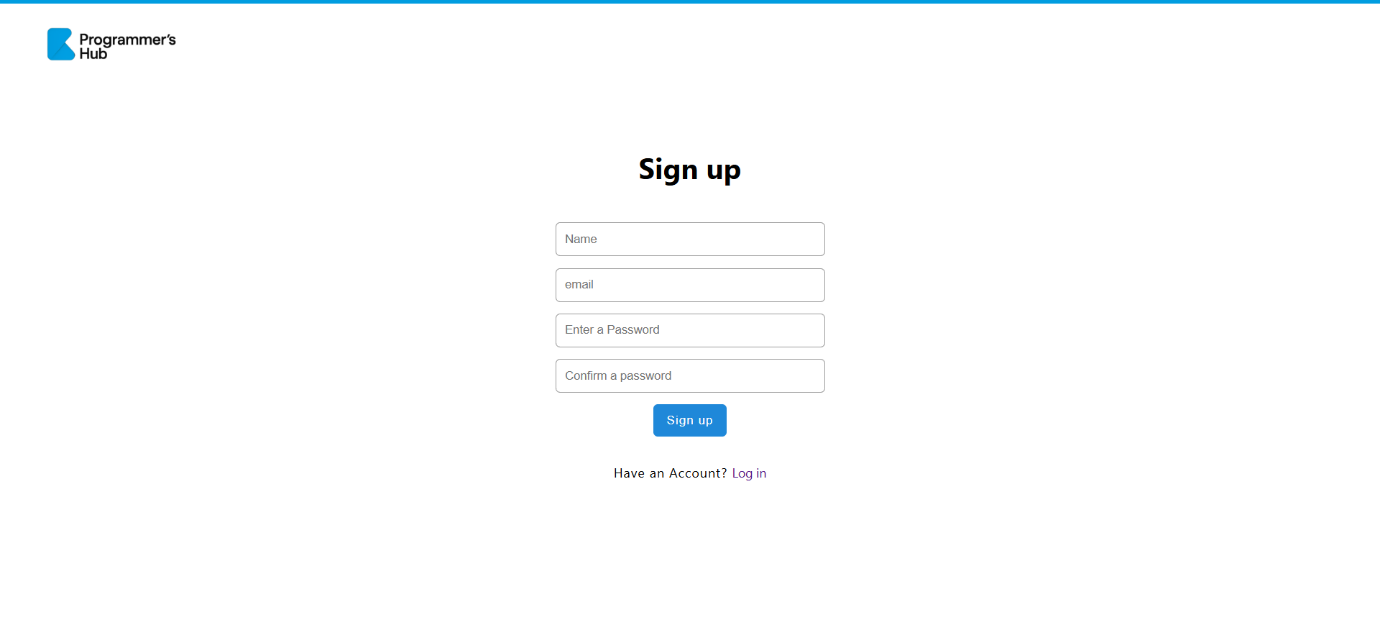 Programmer's
Hub
Sign up
Name
email
Enter a Password
Confirm a password
Sign up
Have an Account? Log in